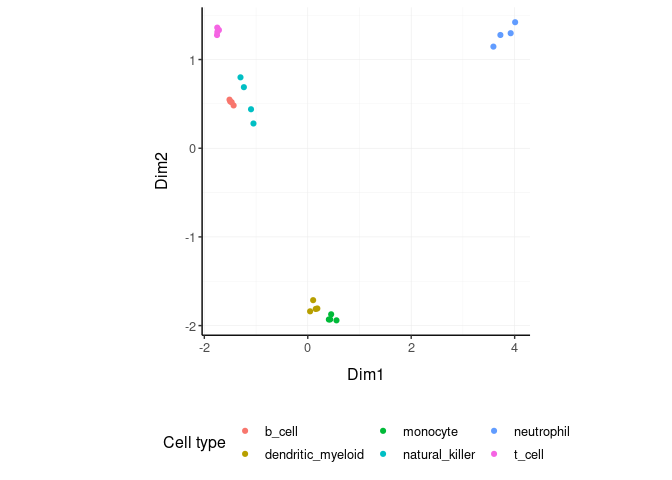 1
0
-1
-2
Dim2
-2 0 2 4
Dim1
Cell type
b_cell monocyte neutrophil
dendritic_myeloid natural_killer t_cell